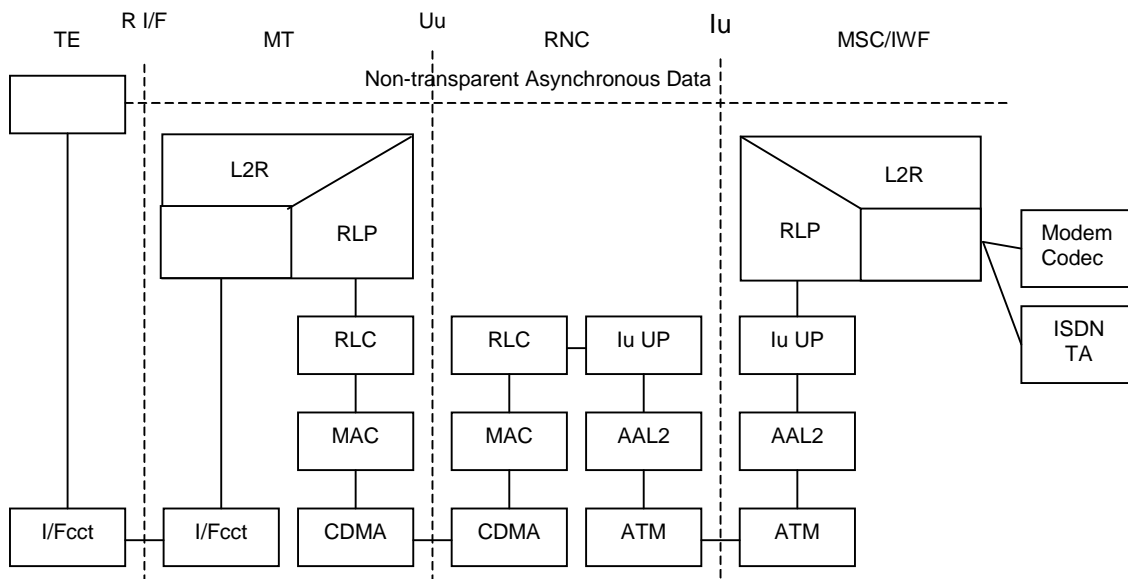 R I/F
Uu
Iu
TE
MT
RNC
MSC/IWF
Non-transparent Asynchronous Data
L2R
L2R
RLP
RLP
Modem
Codec
ISDN
TA
RLC
RLC
Iu UP
Iu UP
MAC
MAC
AAL2
AAL2
I/Fcct
I/Fcct
CDMA
CDMA
ATM
ATM